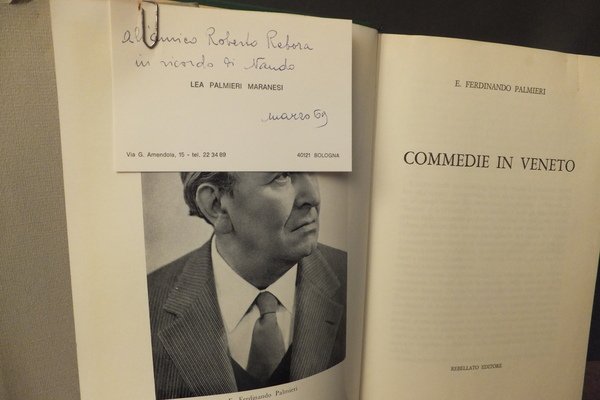 all'amico Roberto Rebora
in ricordo di Nando
LEA PALMIERI MARANESI
marzo 69
Via G. Amendola, 15 - tel. 22 34 69
40121 BOLOGNA
E. Ferdinando Palmieri
E. FERDINANDO PALMIERI
COMMEDIE IN VENETO
REBELLATO EDITORE